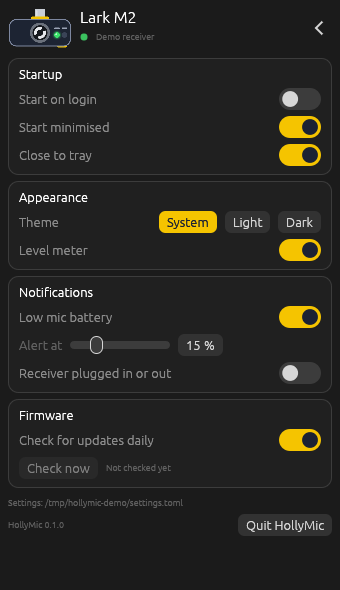 Lark M2
Demo receiver
Startup
Start on login
Start minimised
Close to tray
Appearance
Theme System Light Dark
Level meter
Notifications
Low mic battery
Alert at 15 %
Receiver plugged in or out
Firmware
Check for updates daily
Check now Not checked yet
Settings: /tmp/hollymic-demo/settings.toml
HollyMic 0.1.0 Quit HollyMic